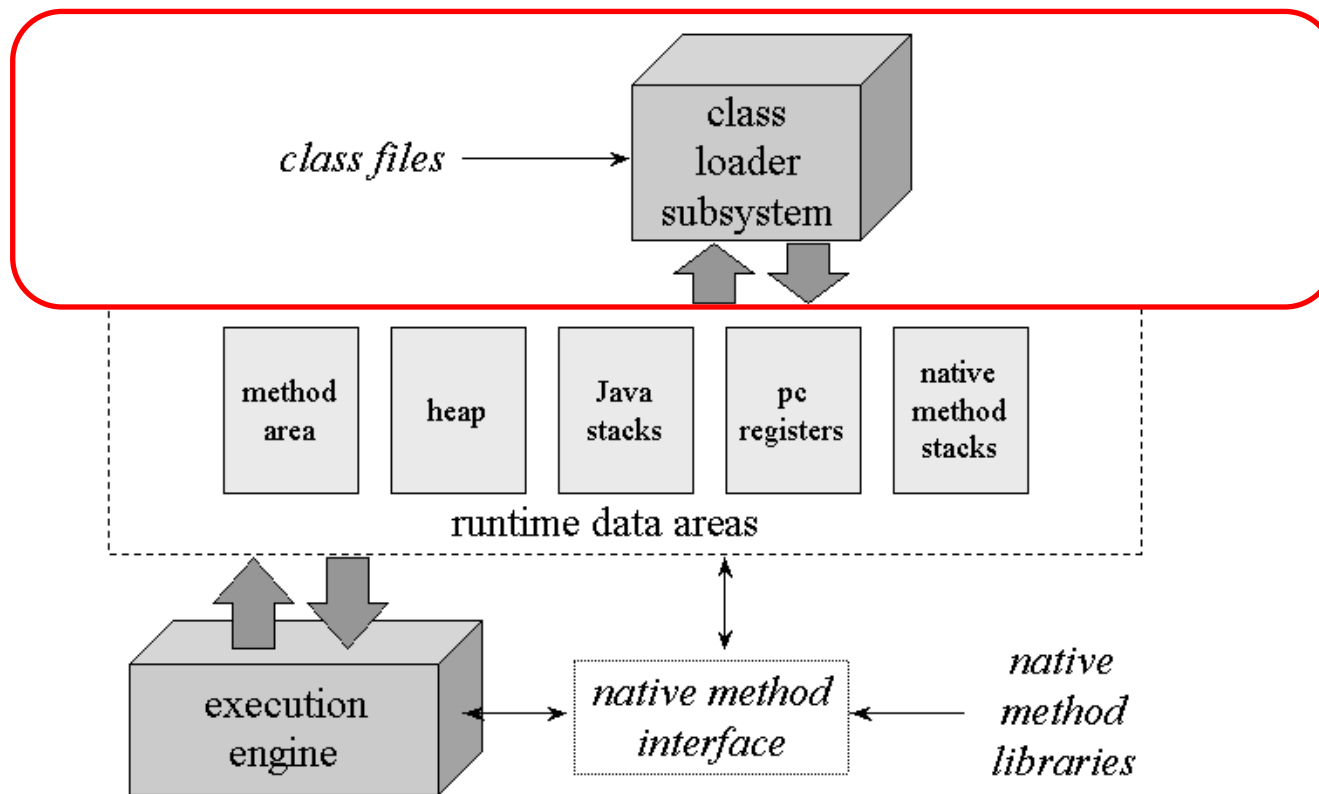 class
loader
subsystem
class files
method
area
heap
Java
stacks
pc
registers
native
method
stacks
runtime data areas
execution
engine
native method
interface
native
method
libraries